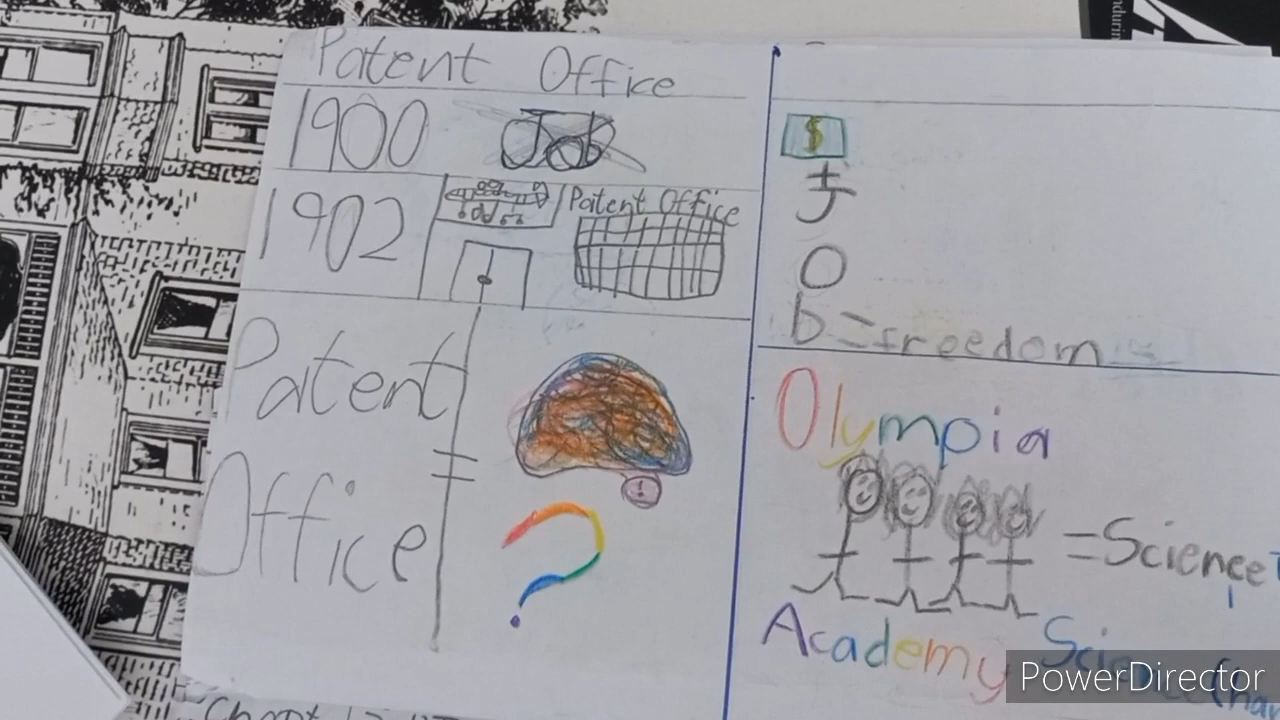 Patent Office
1900 Job
1902
Patent Office
Patent
Office
=
!
?
$
J
O
b = freedom
Olympia
= Science
Academy
PowerDirector